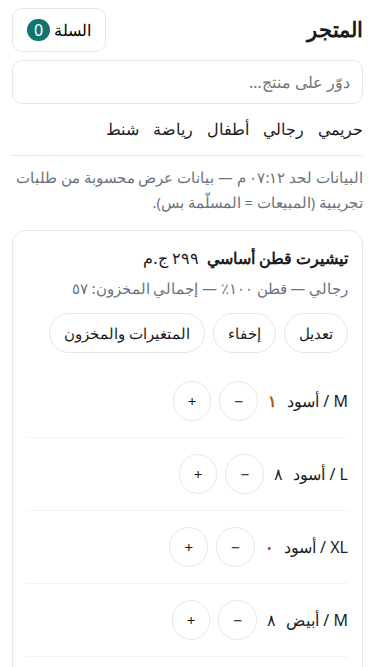 المتجر
السلة 0
دوّر على منتج...
حريمي رجالي أطفال رياضة شنط
البيانات لحد ٠٧:١٢ م — بيانات عرض محسوبة من طلبات
تجريبية (المبيعات = المسلّمة بس).
تيشيرت قطن أساسي ٢٩٩ ج.م
رجالي — قطن ١٠٠٪ — إجمالي المخزون: ٥٧
تعديل إخفاء المتغيرات والمخزون
M / أسود ١ − +
L / أسود ٨ − +
XL / أسود ٠ − +
M / أبيض ٨ − +